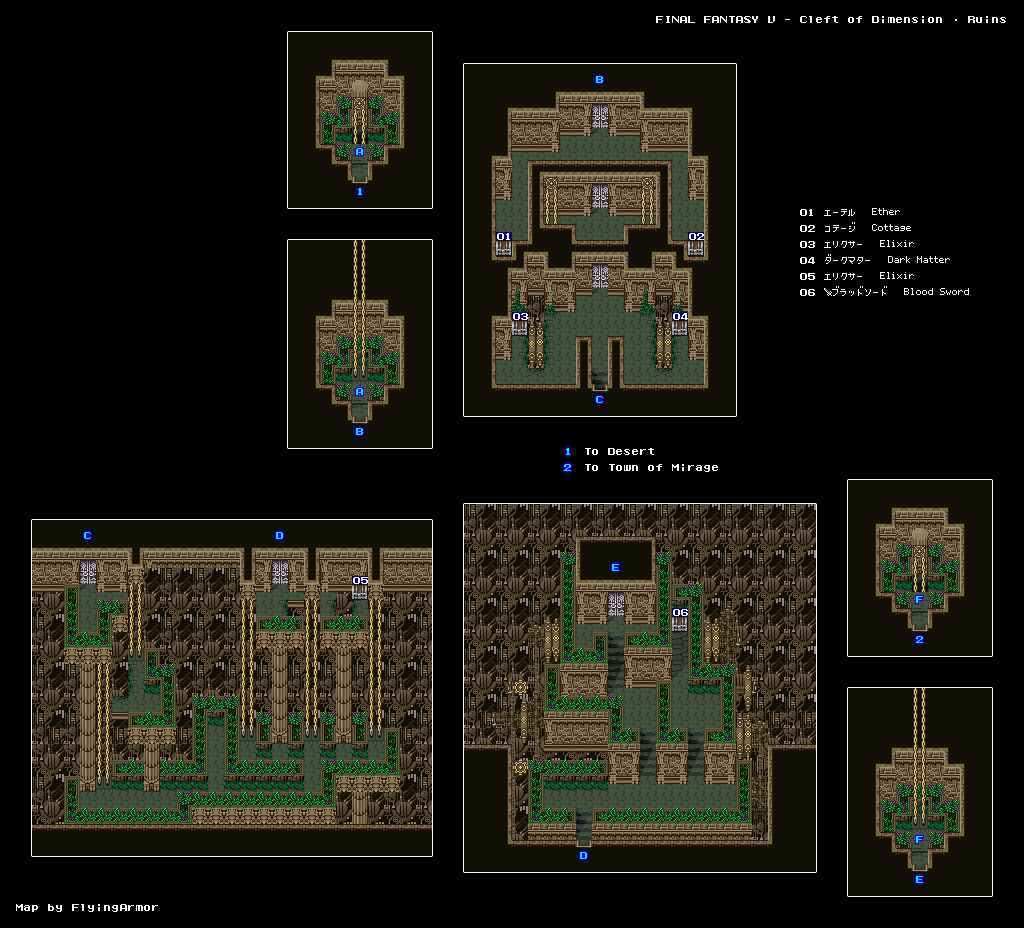 FINAL FANTASY V - Cleft of Dimension · Ruins
B
A
1
01 エーテル Ether
02 コテージ Cottage
03 エリクサー Elixir
04 ダークマター Dark Matter
05 エリクサー Elixir
06 ブラッドソード Blood Sword
01
02
03
04
A
B
C
1 To Desert
2 To Town of Mirage
C
D
05
E
06
D
F
2
F
E
Map by FlyingArmor